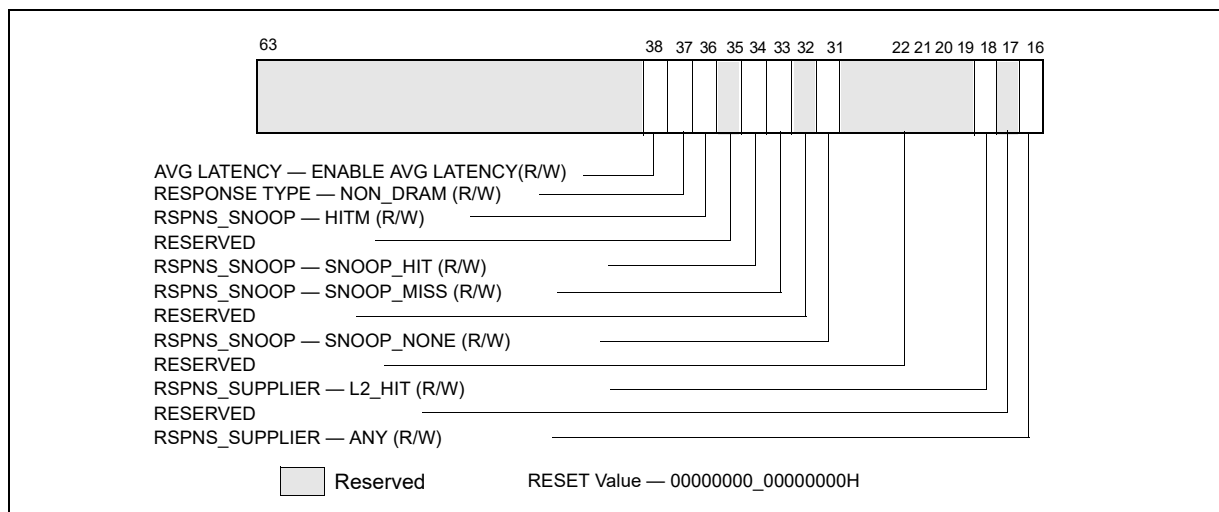 63 38 37 36 35 34 33 32 31 22 21 20 19 18 17 16
AVG LATENCY — ENABLE AVG LATENCY(R/W)
RESPONSE TYPE — NON_DRAM (R/W)
RSPNS_SNOOP — HITM (R/W)
RESERVED
RSPNS_SNOOP — SNOOP_HIT (R/W)
RSPNS_SNOOP — SNOOP_MISS (R/W)
RESERVED
RSPNS_SNOOP — SNOOP_NONE (R/W)
RESERVED
RSPNS_SUPPLIER — L2_HIT (R/W)
RESERVED
RSPNS_SUPPLIER — ANY (R/W)
Reserved RESET Value — 00000000_00000000H